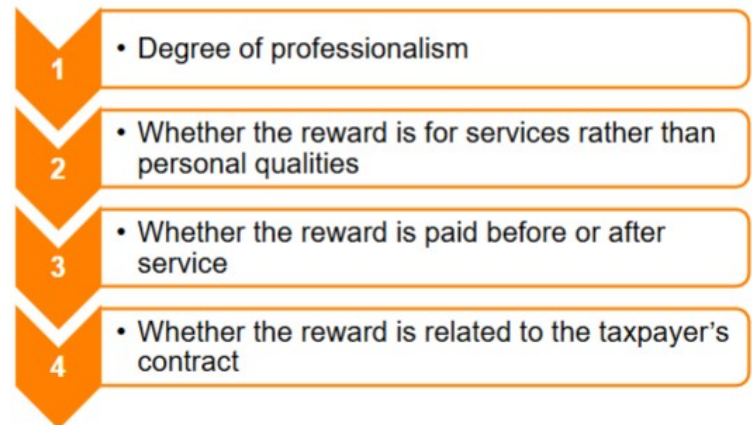 1
• Degree of professionalism
2
• Whether the reward is for services rather than
personal qualities
3
• Whether the reward is paid before or after
service
4
• Whether the reward is related to the taxpayer's
contract